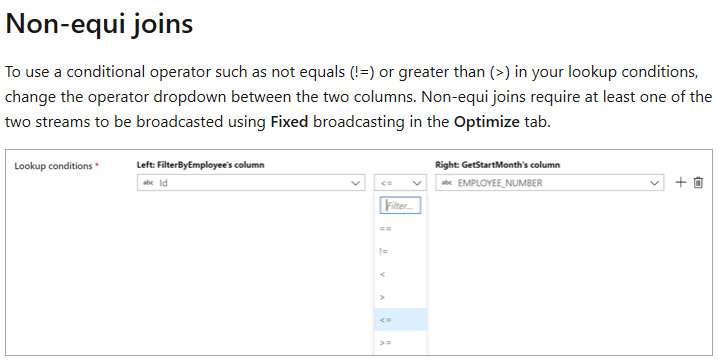 Non-equi joins
To use a conditional operator such as not equals (!=) or greater than (>) in your lookup conditions,
change the operator dropdown between the two columns. Non-equi joins require at least one of the
two streams to be broadcasted using Fixed broadcasting in the Optimize tab.
Lookup conditions * Left: FilterByEmployee's column Right: GetStartMonth's column
abc Id <= abc EMPLOYEE_NUMBER
Filter...
==
!=
<
>
<=
>=